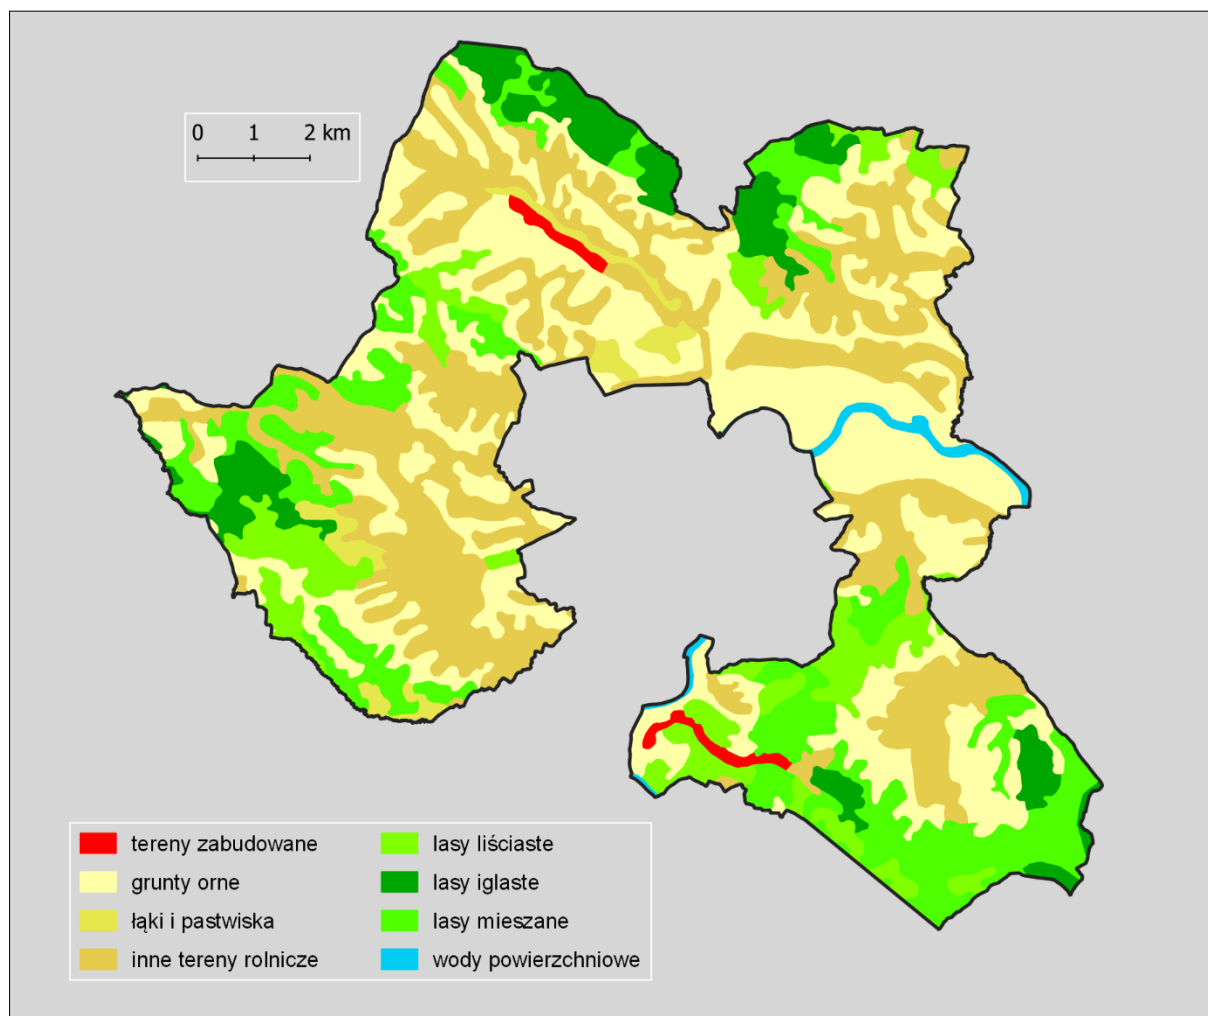 0 1 2 km
tereny zabudowane
grunty orne
łąki i pastwiska
inne tereny rolnicze
lasy liściaste
lasy iglaste
lasy mieszane
wody powierzchniowe